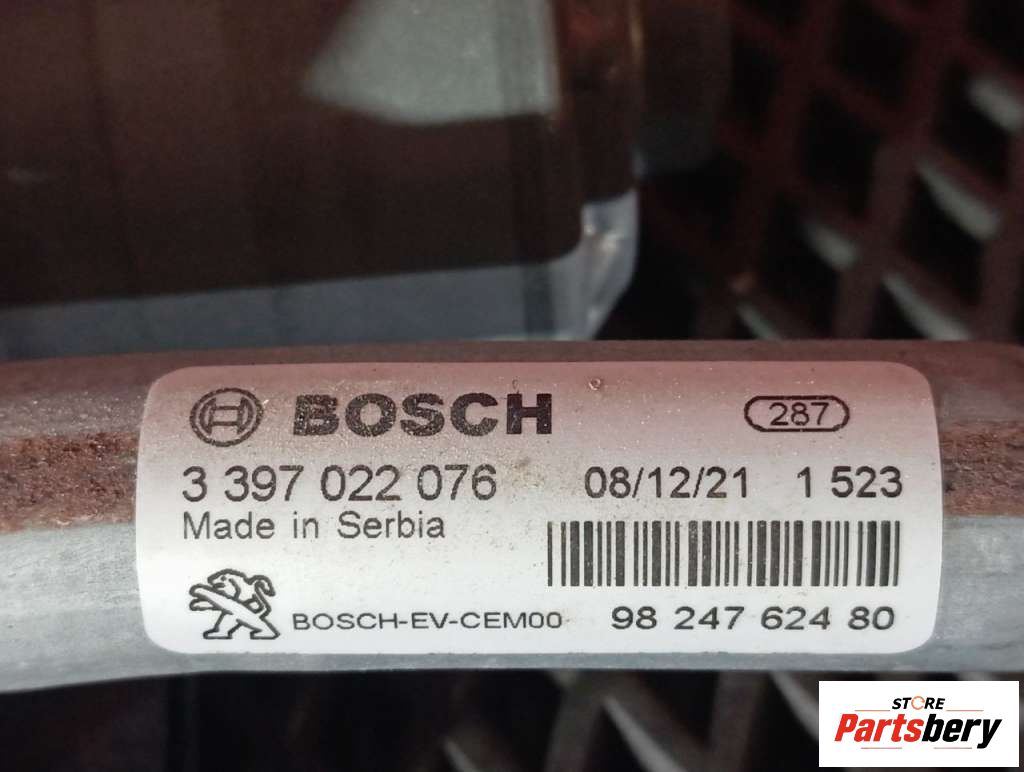 BOSCH 287
3 397 022 076 08/12/21 1 523
Made in Serbia
BOSCH-EV-CEM00 98 247 624 80
STORE
Partsbery